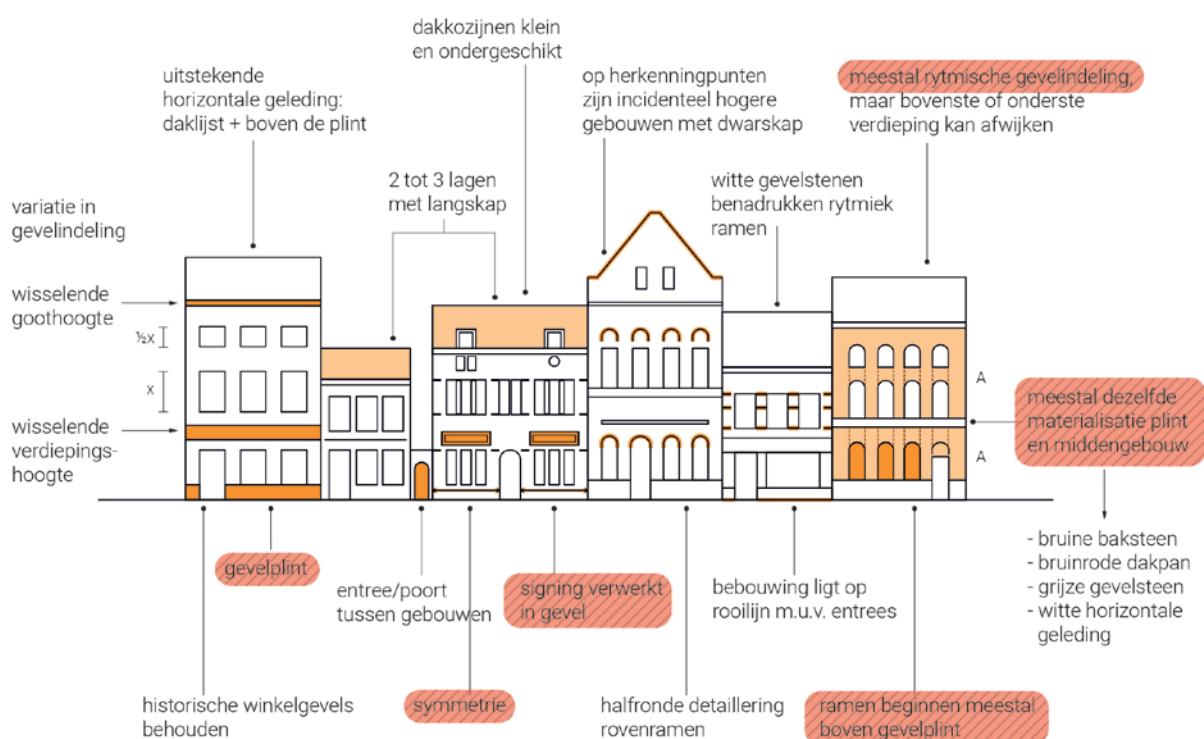 dakkozijnen klein
en ondergeschikt
uitstekende
horizontale geleding:
daklijst + boven de plint
op herkenningpunten
zijn incidenteel hogere
gebouwen met dwarskap
meestal rytmische gevelindeling,
maar bovenste of onderste
verdieping kan afwijken
2 tot 3 lagen
met langskap
witte gevelstenen
benadrukken rytmiek
ramen
variatie in
gevelindeling
wisselende
goothoogte
½x
x
wisselende
verdiepings-
hoogte
A
A
meestal dezelfde
materialisatie plint
en middengebouw
- bruine baksteen
- bruinrode dakpan
- grijze gevelsteen
- witte horizontale
geleding
gevelplint
entree/poort
tussen gebouwen
signing verwerkt
in gevel
bebouwing ligt op
rooilijn m.u.v. entrees
historische winkelgevels
behouden
symmetrie
halfronde detaillering
rovenramen
ramen beginnen meestal
boven gevelplint